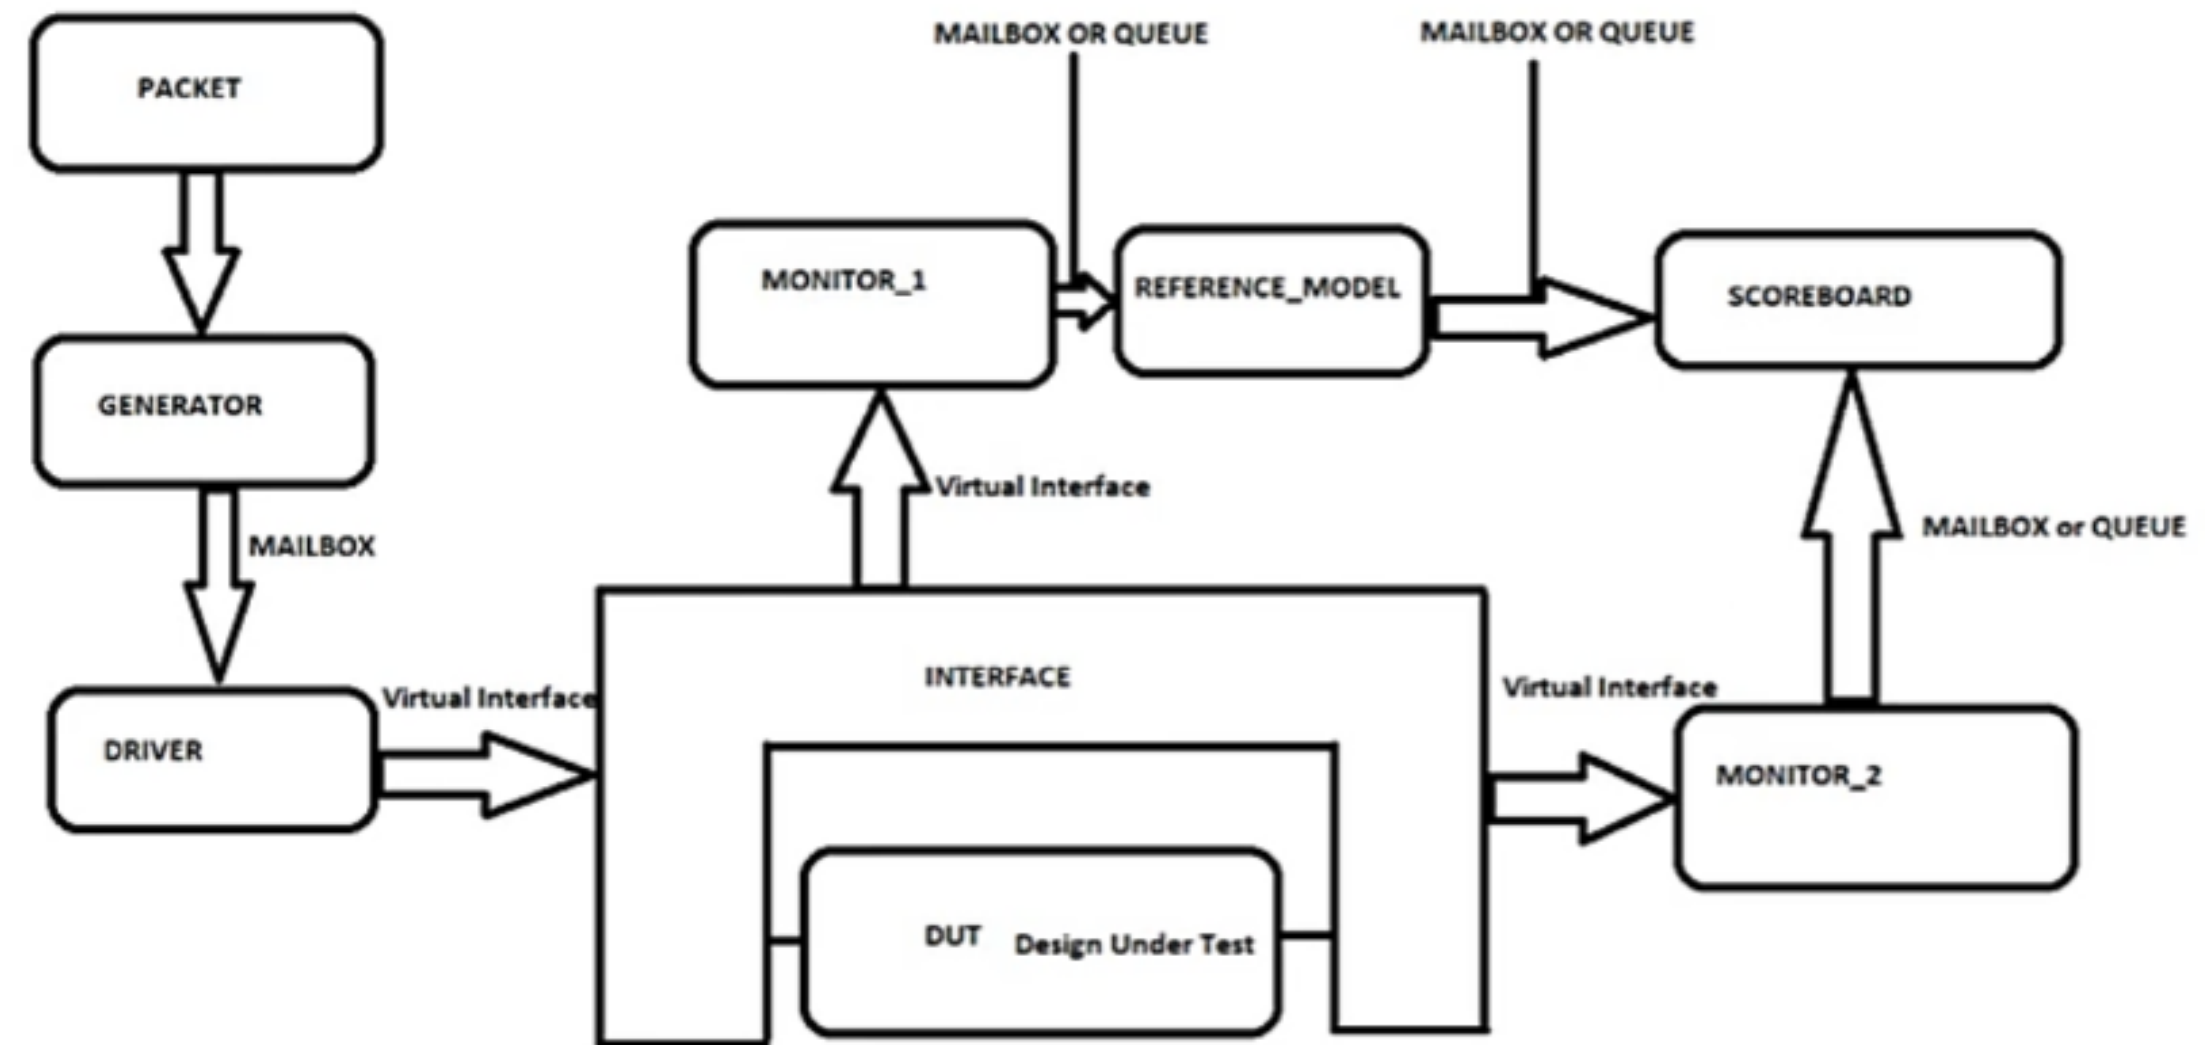 MAILBOX OR QUEUE
MAILBOX OR QUEUE
PACKET
MONITOR_1
REFERENCE_MODEL
SCOREBOARD
GENERATOR
Virtual Interface
MAILBOX or QUEUE
MAILBOX
INTERFACE
Virtual Interface
Virtual Interface
DRIVER
MONITOR_2
DUT Design Under Test